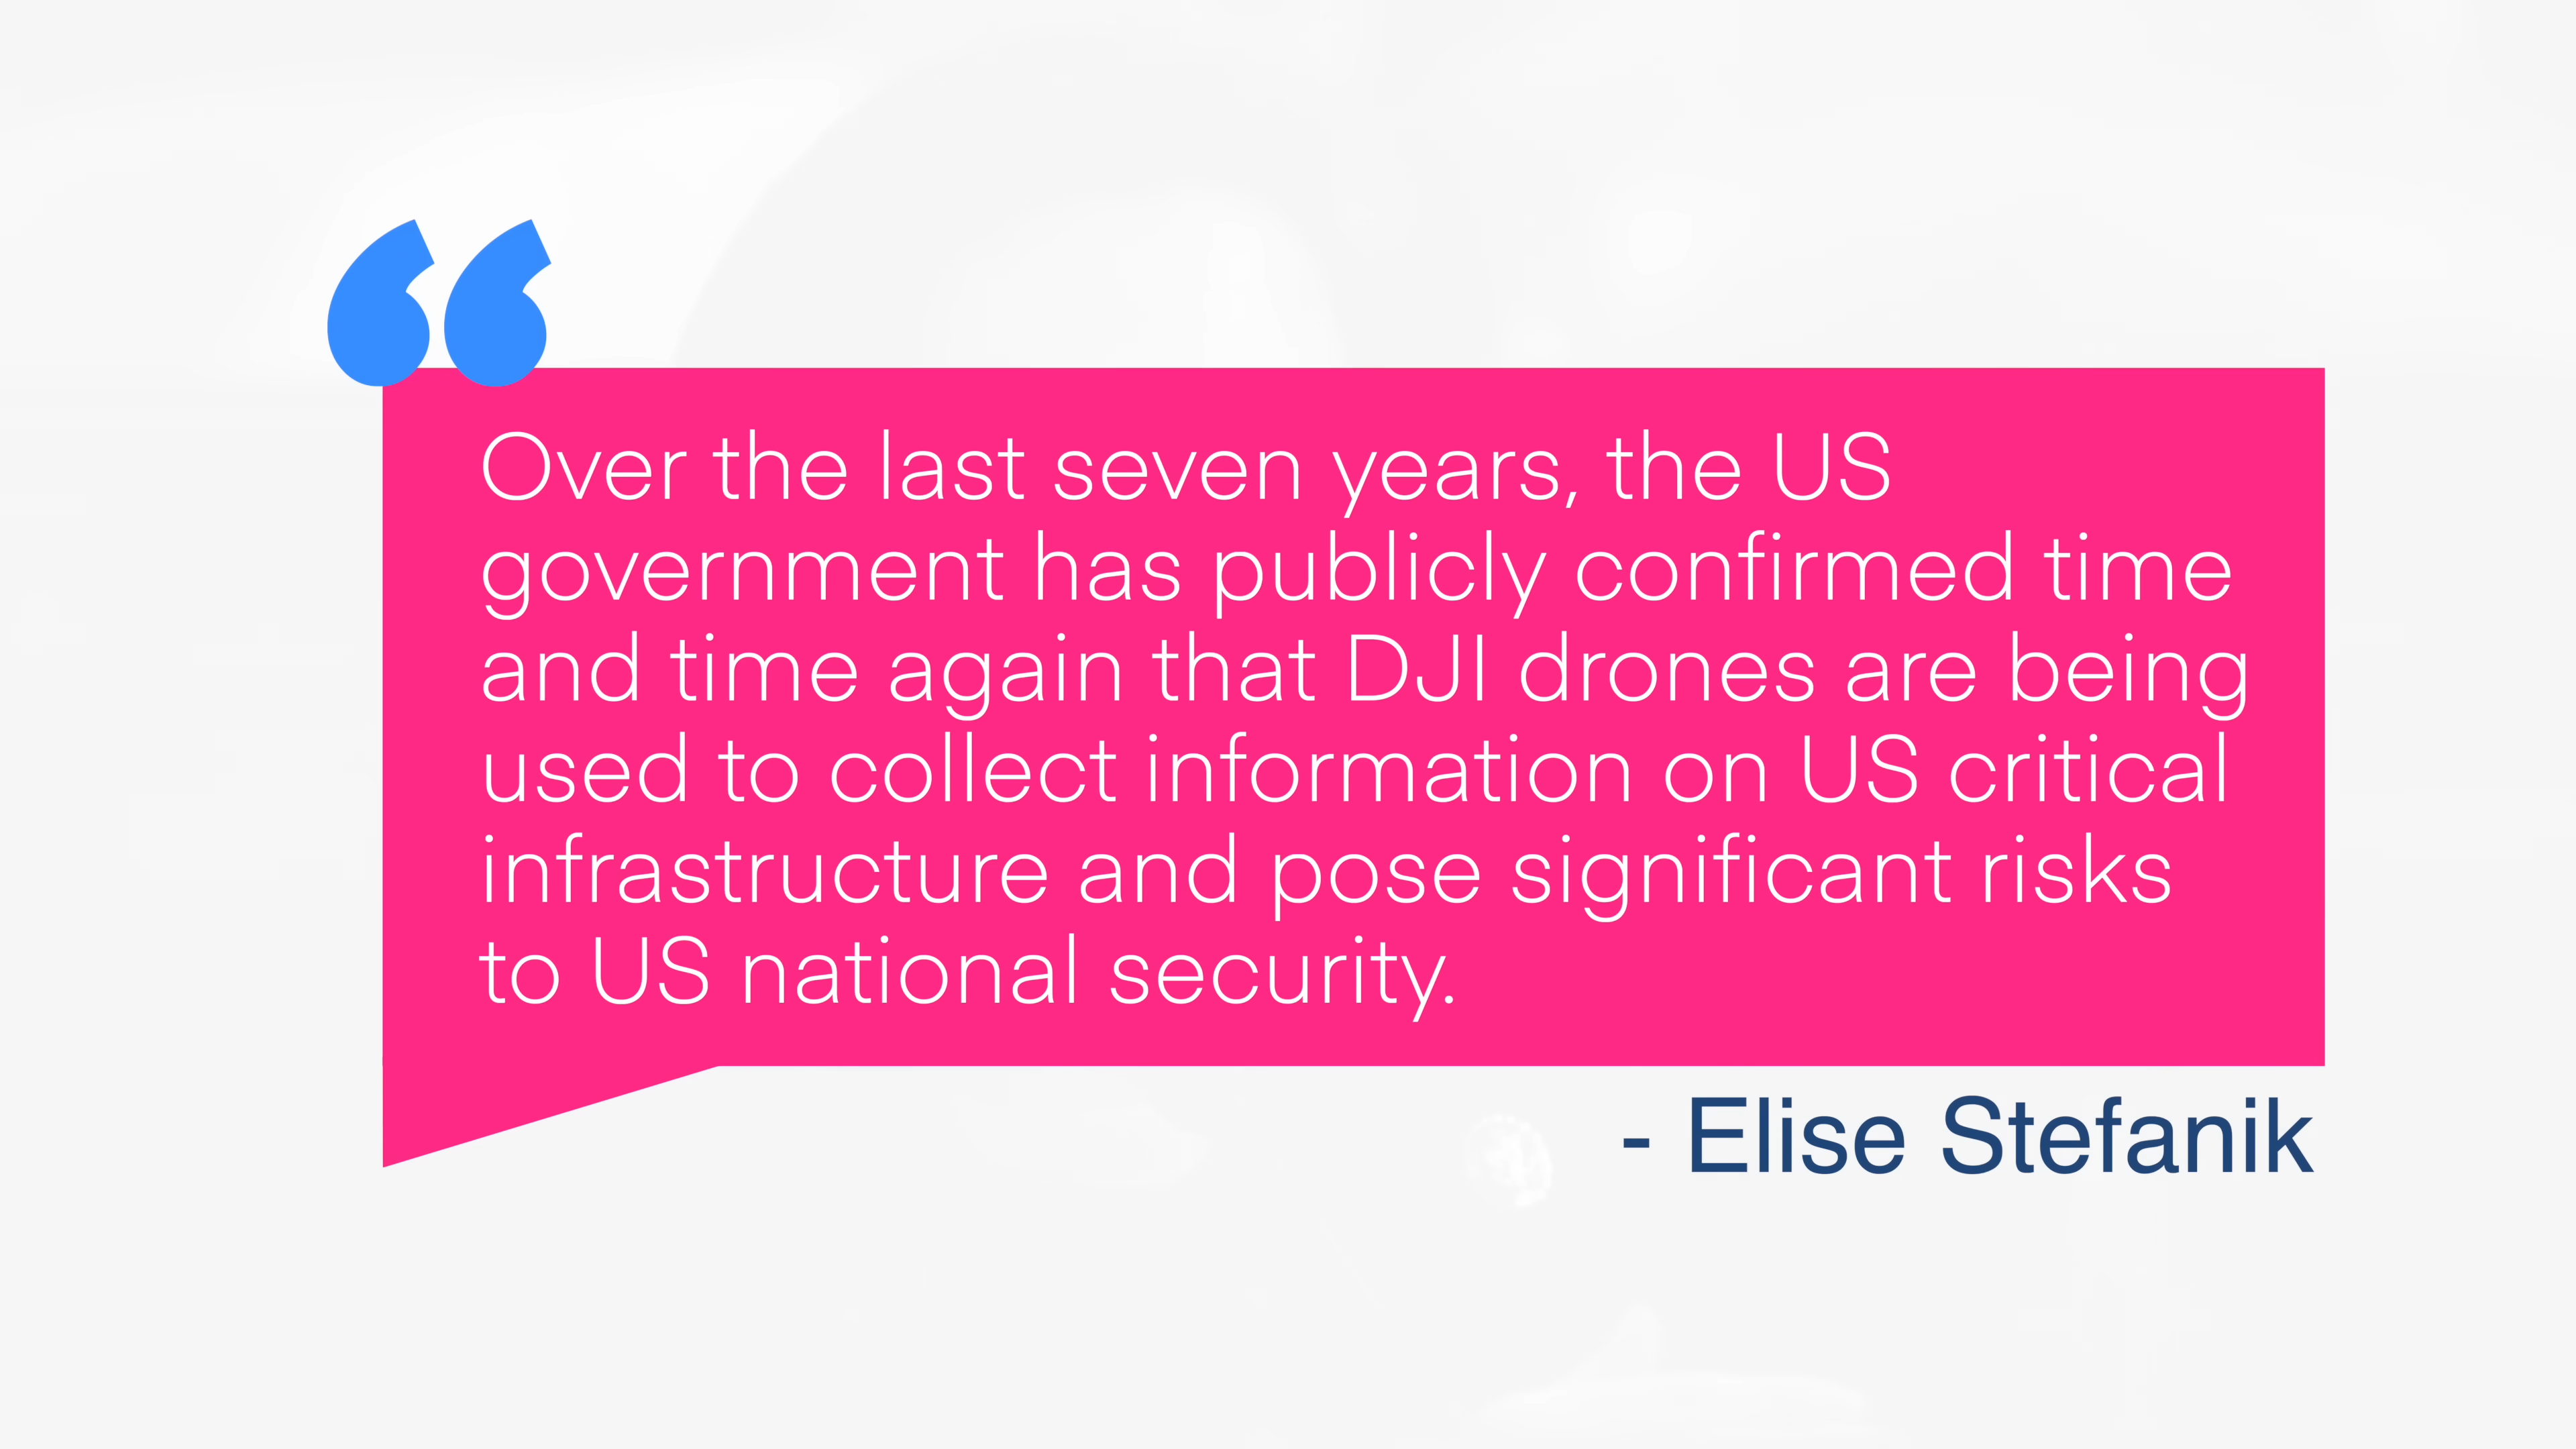 “
Over the last seven years, the US
government has publicly confirmed time
and time again that DJI drones are being
used to collect information on US critical
infrastructure and pose significant risks
to US national security.
- Elise Stefanik